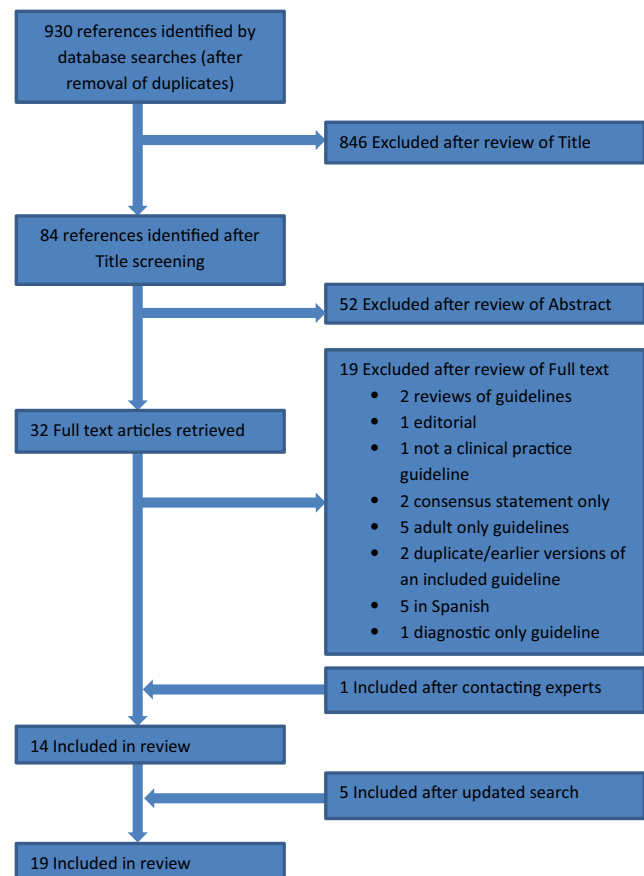 930 references identified by
database searches (after
removal of duplicates)
846 Excluded after review of Title
84 references identified after
Title screening
52 Excluded after review of Abstract
19 Excluded after review of Full text
• 2 reviews of guidelines
• 1 editorial
• 1 not a clinical practice
guideline
• 2 consensus statement only
• 5 adult only guidelines
• 2 duplicate/earlier versions of
an included guideline
• 5 in Spanish
• 1 diagnostic only guideline
32 Full text articles retrieved
1 Included after contacting experts
14 Included in review
5 Included after updated search
19 Included in review